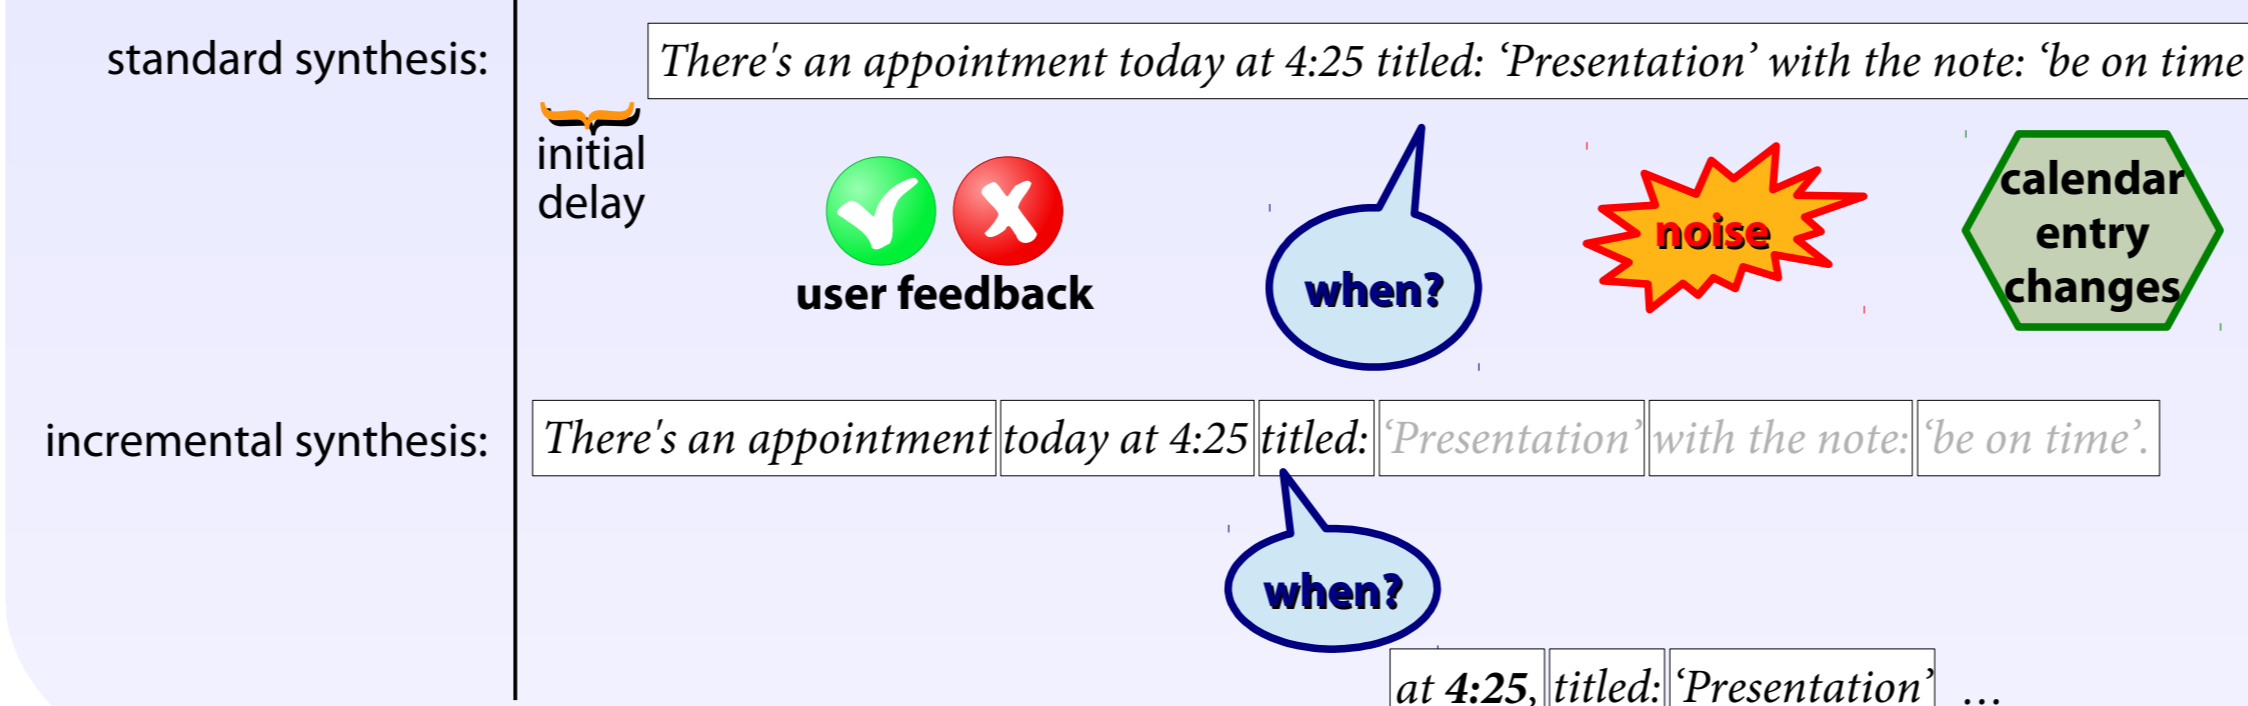 standard synthesis:
There's an appointment today at 4:25 titled: ‘Presentation’ with the note: ‘be on time
initial
delay
user feedback
when?
noise
calendar
entry
changes
incremental synthesis:
There's an appointment today at 4:25 titled: ‘Presentation’ with the note: ‘be on time’.
when?
at 4:25, titled: ‘Presentation’ ...